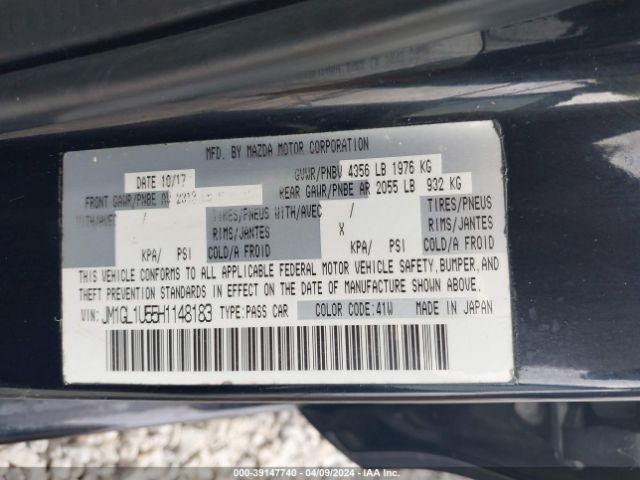 MFD. BY MAZDA MOTOR CORPORATION
DATE 10/17 GVWR/PNBV 4356 LB 1976 KG
FRONT GAWR/PNBE AV REAR GAWR/PNBE AR 2055 LB 932 KG
WITH/AVEC / TIRES/PNEUS WITH/AVEC / TIRES/PNEUS
RIMS/JANTES X RIMS/JANTES
KPA/ PSI COLD/A FROID KPA/ PSI COLD/A FROID
THIS VEHICLE CONFORMS TO ALL APPLICABLE FEDERAL MOTOR VEHICLE SAFETY, BUMPER, AND
THEFT PREVENTION STANDARDS IN EFFECT ON THE DATE OF MANUFACTURE SHOWN ABOVE.
VIN: JM1GL1U55H1148183 TYPE:PASS CAR COLOR CODE:41W MADE IN JAPAN
000-39147740 - 04/09/2024 - IAA Inc.